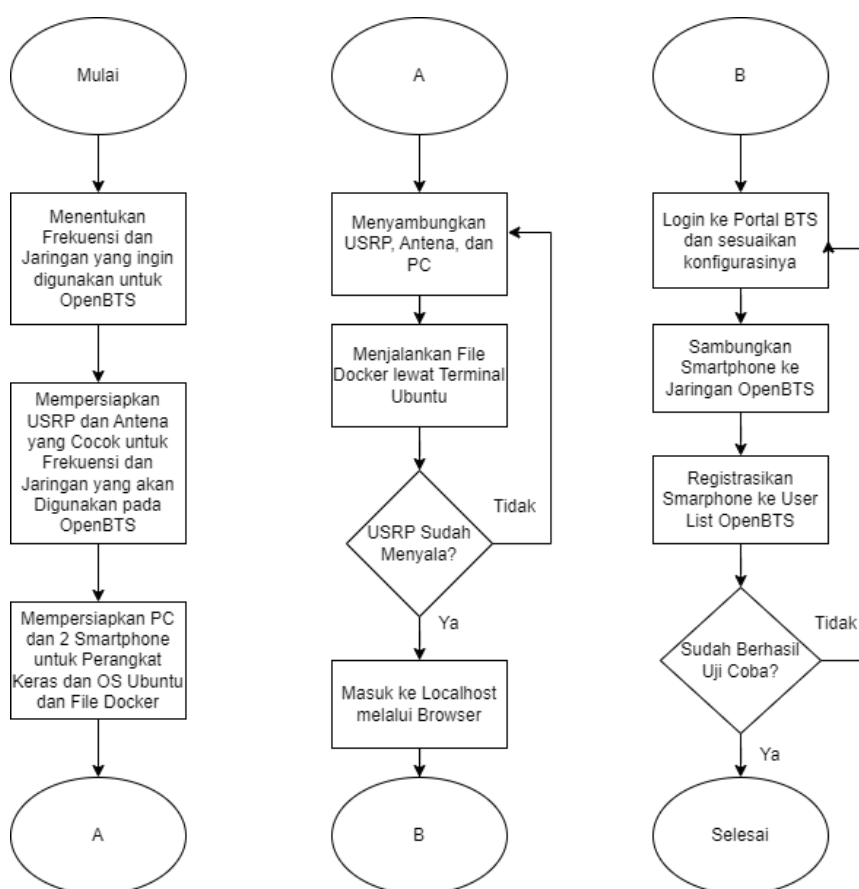 Mulai
Menentukan
Frekuensi dan
Jaringan yang ingin
digunakan untuk
OpenBTS
Mempersiapkan
USRP dan Antena
yang Cocok untuk
Frekuensi dan
Jaringan yang akan
Digunakan pada
OpenBTS
Mempersiapkan PC
dan 2 Smartphone
untuk Perangkat
Keras dan OS Ubuntu
dan File Docker
A
A
Menyambungkan
USRP, Antena, dan
PC
Menjalankan File
Docker lewat Terminal
Ubuntu
USRP Sudah
Menyala?
Tidak
Ya
Masuk ke Localhost
melalui Browser
B
B
Login ke Portal BTS
dan sesuaikan
konfigurasinya
Sambungkan
Smartphone ke
Jaringan OpenBTS
Registrasikan
Smarphone ke User
List OpenBTS
Sudah Berhasil
Uji Coba?
Tidak
Ya
Selesai